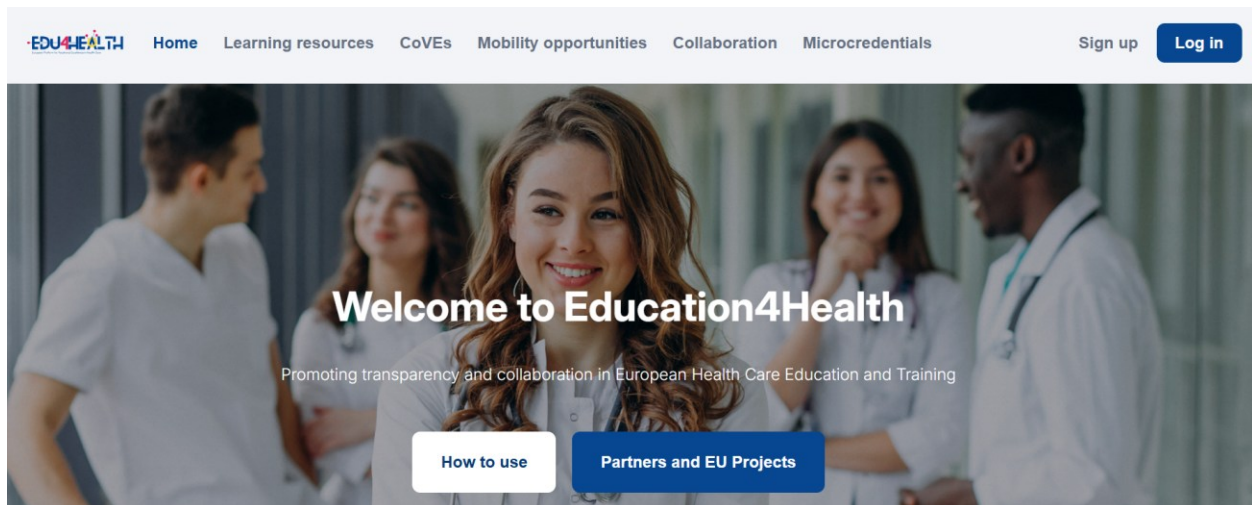 EDU4HEALTH
Home
Learning resources
CoVEs
Mobility opportunities
Collaboration
Microcredentials
Sign up
Log in
Welcome to Education4Health
Promoting transparency and collaboration in European Health Care Education and Training
How to use
Partners and EU Projects